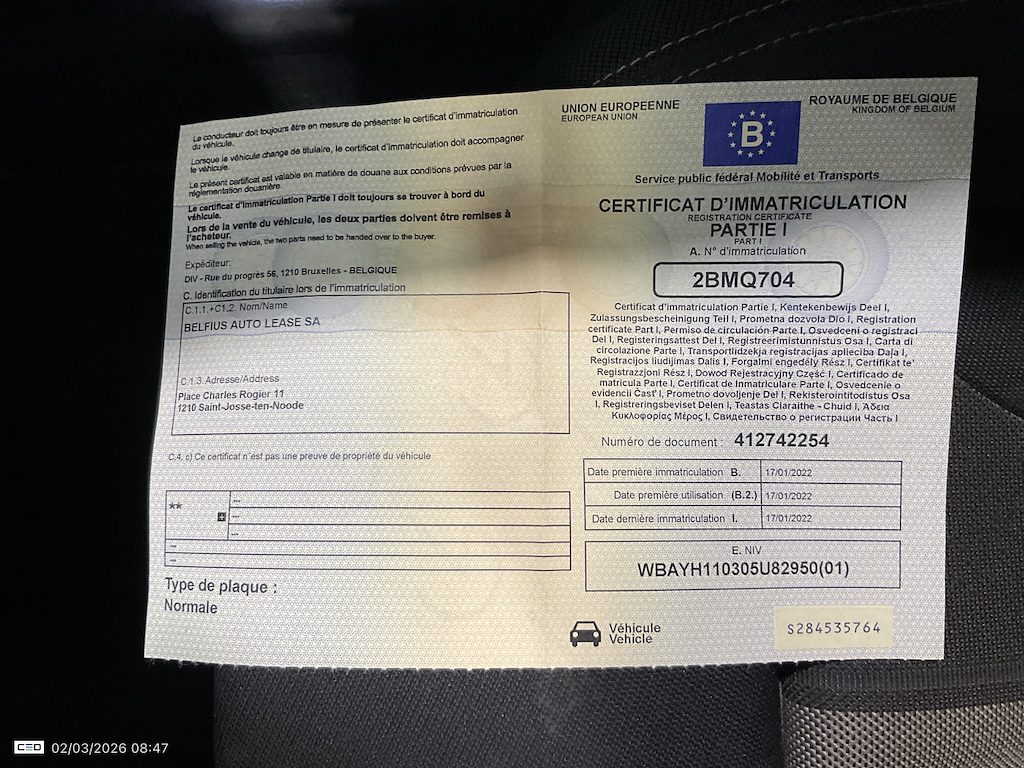 Le conducteur doit toujours être en mesure de présenter le certificat d'immatriculation
du véhicule.
Lorsque le véhicule change de titulaire, le certificat d'immatriculation doit accompagner
le véhicule.
Le présent certificat est valable en matière de douane aux conditions prévues par la
réglementation douanière.
Le certificat d'immatriculation Partie I doit toujours se trouver à bord du
véhicule.
Lors de la vente du véhicule, les deux parties doivent être remises à
l'acheteur.
When selling the vehicle, the two parts need to be handed over to the buyer.
Expéditeur:
DIV - Rue du progrès 56, 1210 Bruxelles - BELGIQUE
C. Identification du titulaire lors de l'immatriculation
C.1.1.+C1.2. Nom/Name
BELFIUS AUTO LEASE SA
C.1.3. Adresse/Address
Place Charles Rogier 11
1210 Saint-Josse-ten-Noode
C.4. c) Ce certificat n'est pas une preuve de propriété du véhicule
**
---
---
---
---
---
Type de plaque :
Normale
UNION EUROPEENNE
EUROPEAN UNION
B
ROYAUME DE BELGIQUE
KINGDOM OF BELGIUM
Service public fédéral Mobilité et Transports
CERTIFICAT D'IMMATRICULATION
REGISTRATION CERTIFICATE
PARTIE I
PART I
A. N° d'immatriculation
2BMQ704
Certificat d'immatriculation Partie I, Kentekenbewijs Deel I,
Zulassungsbescheinigung Teil I, Prometna dozvola Dio I, Registration
certificate Part I, Permiso de circulación Parte I, Osvedceni o registraci
Del I, Registeringsattest Del I, Registreerimistunnistus Osa I, Carta di
circolazione Parte I, Transportlidzekja registracijas aplieciba Daļa I,
Registracijos liudijimas Dalis I, Forgalmi engedély Rész I, Certifikat te'
Registrazzjoni Rész I, Dowod Rejestracyjny Część I, Certificado de
matricula Parte I, Certificat de Inmatriculare Parte I, Osvedcenie o
evidencii Cast' I, Prometno dovoljenje Del I, Rekisterointitodistus Osa
I, Registreringsbeviset Delen I, Teastas Claraithe - Chuid I, Άδεια
Κυκλοφορίας Μέρος I, Свидетельство о регистрации Часть I
Numéro de document : 412742254
Date première immatriculation B. 17/01/2022
Date première utilisation (B.2.) 17/01/2022
Date dernière immatriculation I. 17/01/2022
E. NIV
WBAYH110305U82950(01)
Véhicule
Vehicle
S284535764
CEO 02/03/2026 08:47